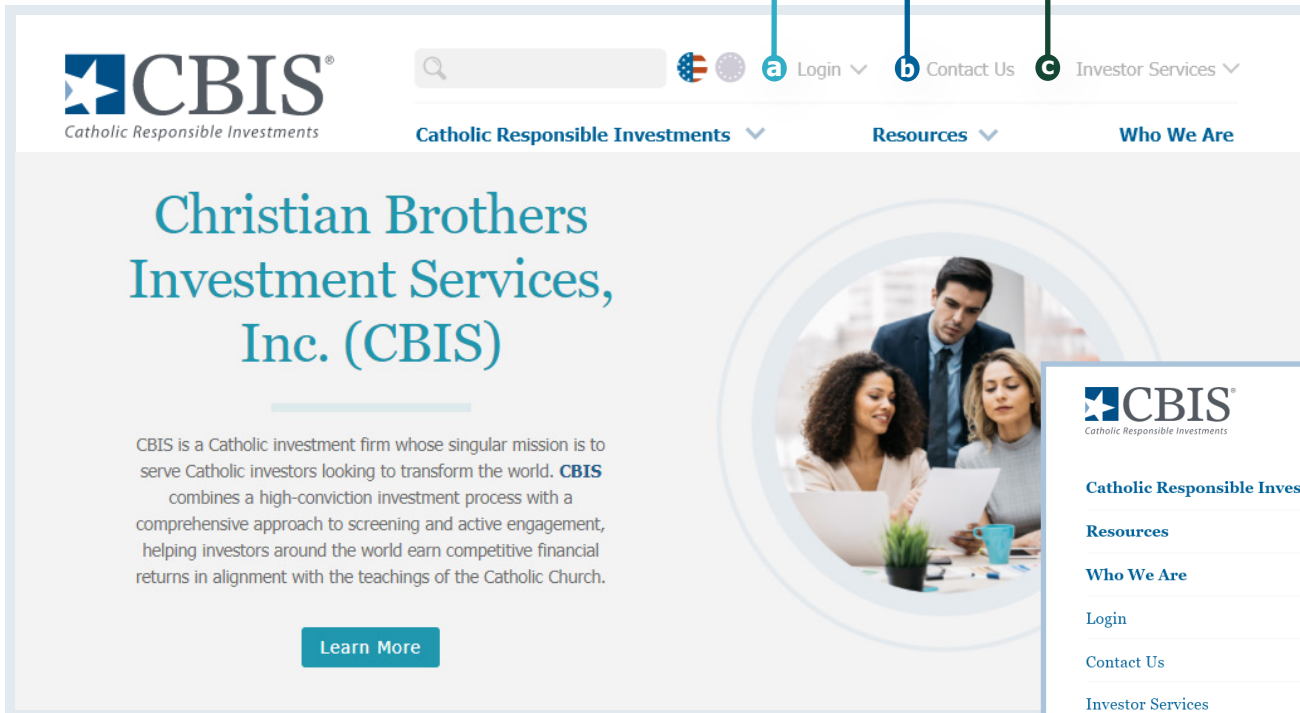 CBIS®
Catholic Responsible Investments
a Login
b Contact Us
c Investor Services
Catholic Responsible Investments
Resources
Who We Are
Christian Brothers
Investment Services,
Inc. (CBIS)
CBIS is a Catholic investment firm whose singular mission is to
serve Catholic investors looking to transform the world. CBIS
combines a high-conviction investment process with a
comprehensive approach to screening and active engagement,
helping investors around the world earn competitive financial
returns in alignment with the teachings of the Catholic Church.
Learn More
CBIS®
Catholic Responsible Investments
Catholic Responsible Inves
Resources
Who We Are
Login
Contact Us
Investor Services